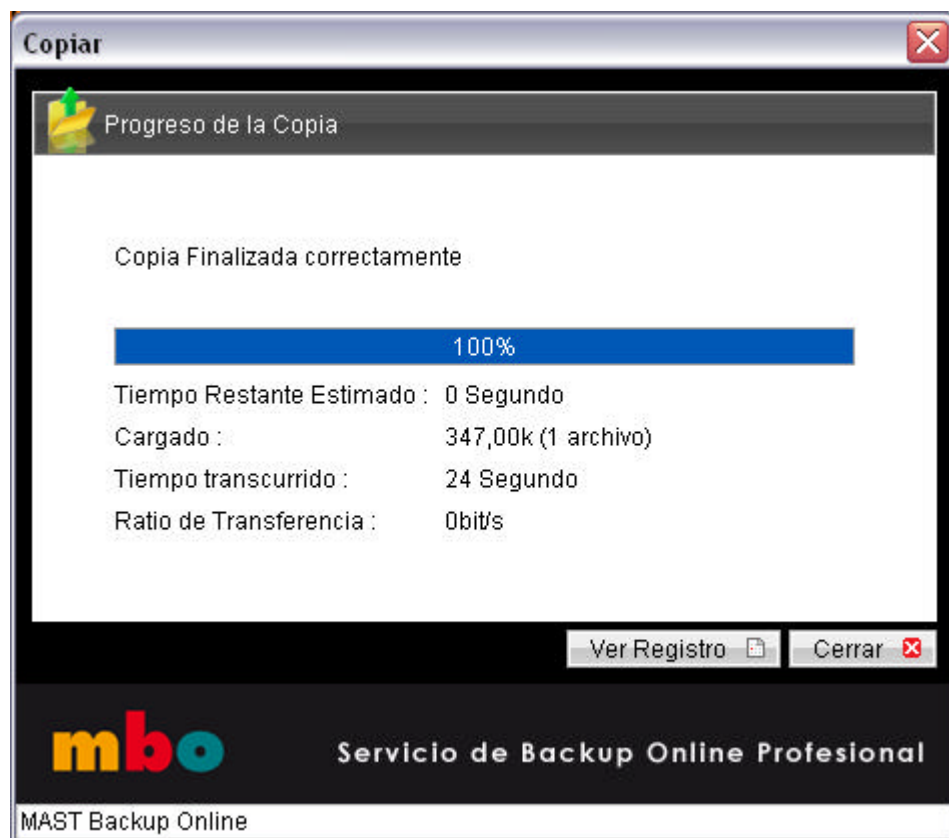 Copiar
Progreso de la Copia
Copia Finalizada correctamente
100%
Tiempo Restante Estimado : 0 Segundo
Cargado : 347,00k (1 archivo)
Tiempo transcurrido : 24 Segundo
Ratio de Transferencia : 0bit/s
Ver Registro Cerrar
mbo Servicio de Backup Online Profesional
MAST Backup Online